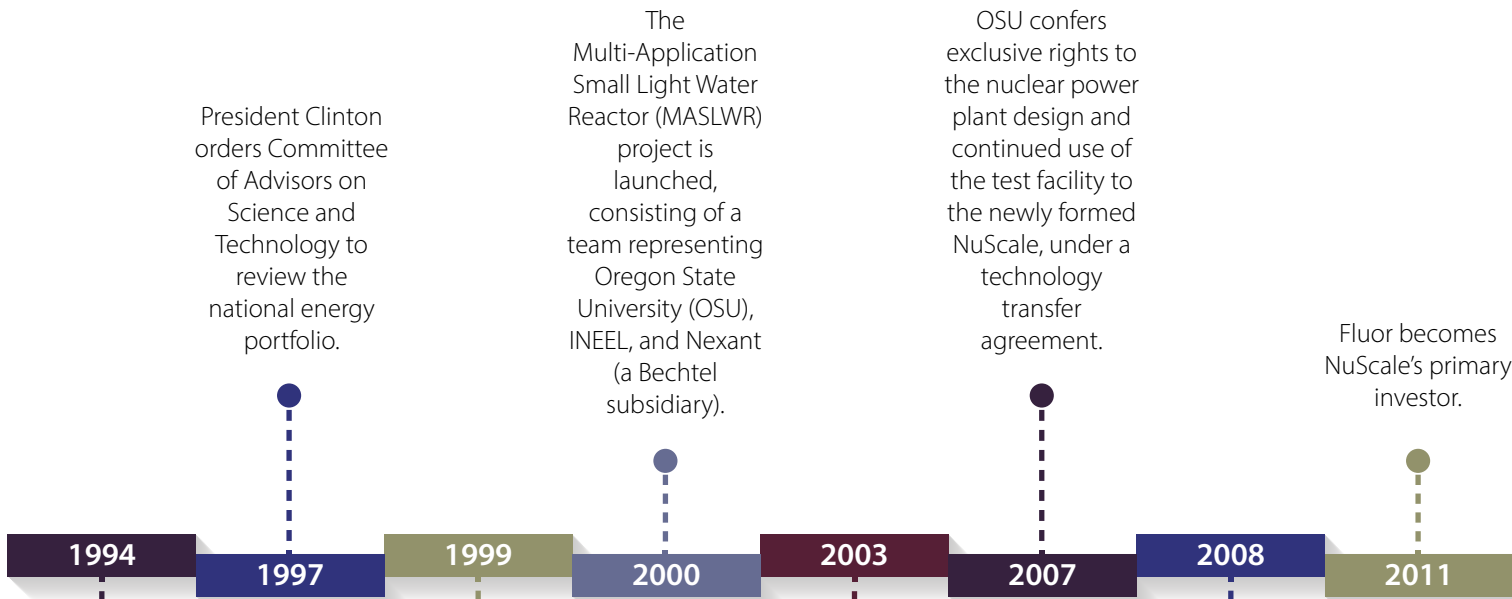 President Clinton
orders Committee
of Advisors on
Science and
Technology to
review the
national energy
portfolio.
The
Multi-Application
Small Light Water
Reactor (MASLWR)
project is
launched,
consisting of a
team representing
Oregon State
University (OSU),
INEEL, and Nexant
(a Bechtel
subsidiary).
OSU confers
exclusive rights to
the nuclear power
plant design and
continued use of
the test facility to
the newly formed
NuScale, under a
technology
transfer
agreement.
Fluor becomes
NuScale’s primary
investor.
1994
1997
1999
2000
2003
2007
2008
2011